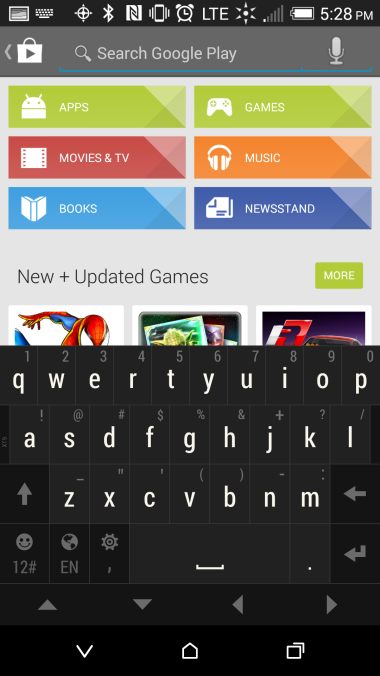 LTE 5:28 PM
Search Google Play
APPS GAMES
MOVIES & TV MUSIC
BOOKS NEWSSTAND
New + Updated Games MORE
1 2 3 4 5 6 7 8 9 0
q w e r t y u i o p
! @ # $ % & + ? /
a s d f g h j k l
_ " ' ( ) - :
z x c v b n m
12# EN , .